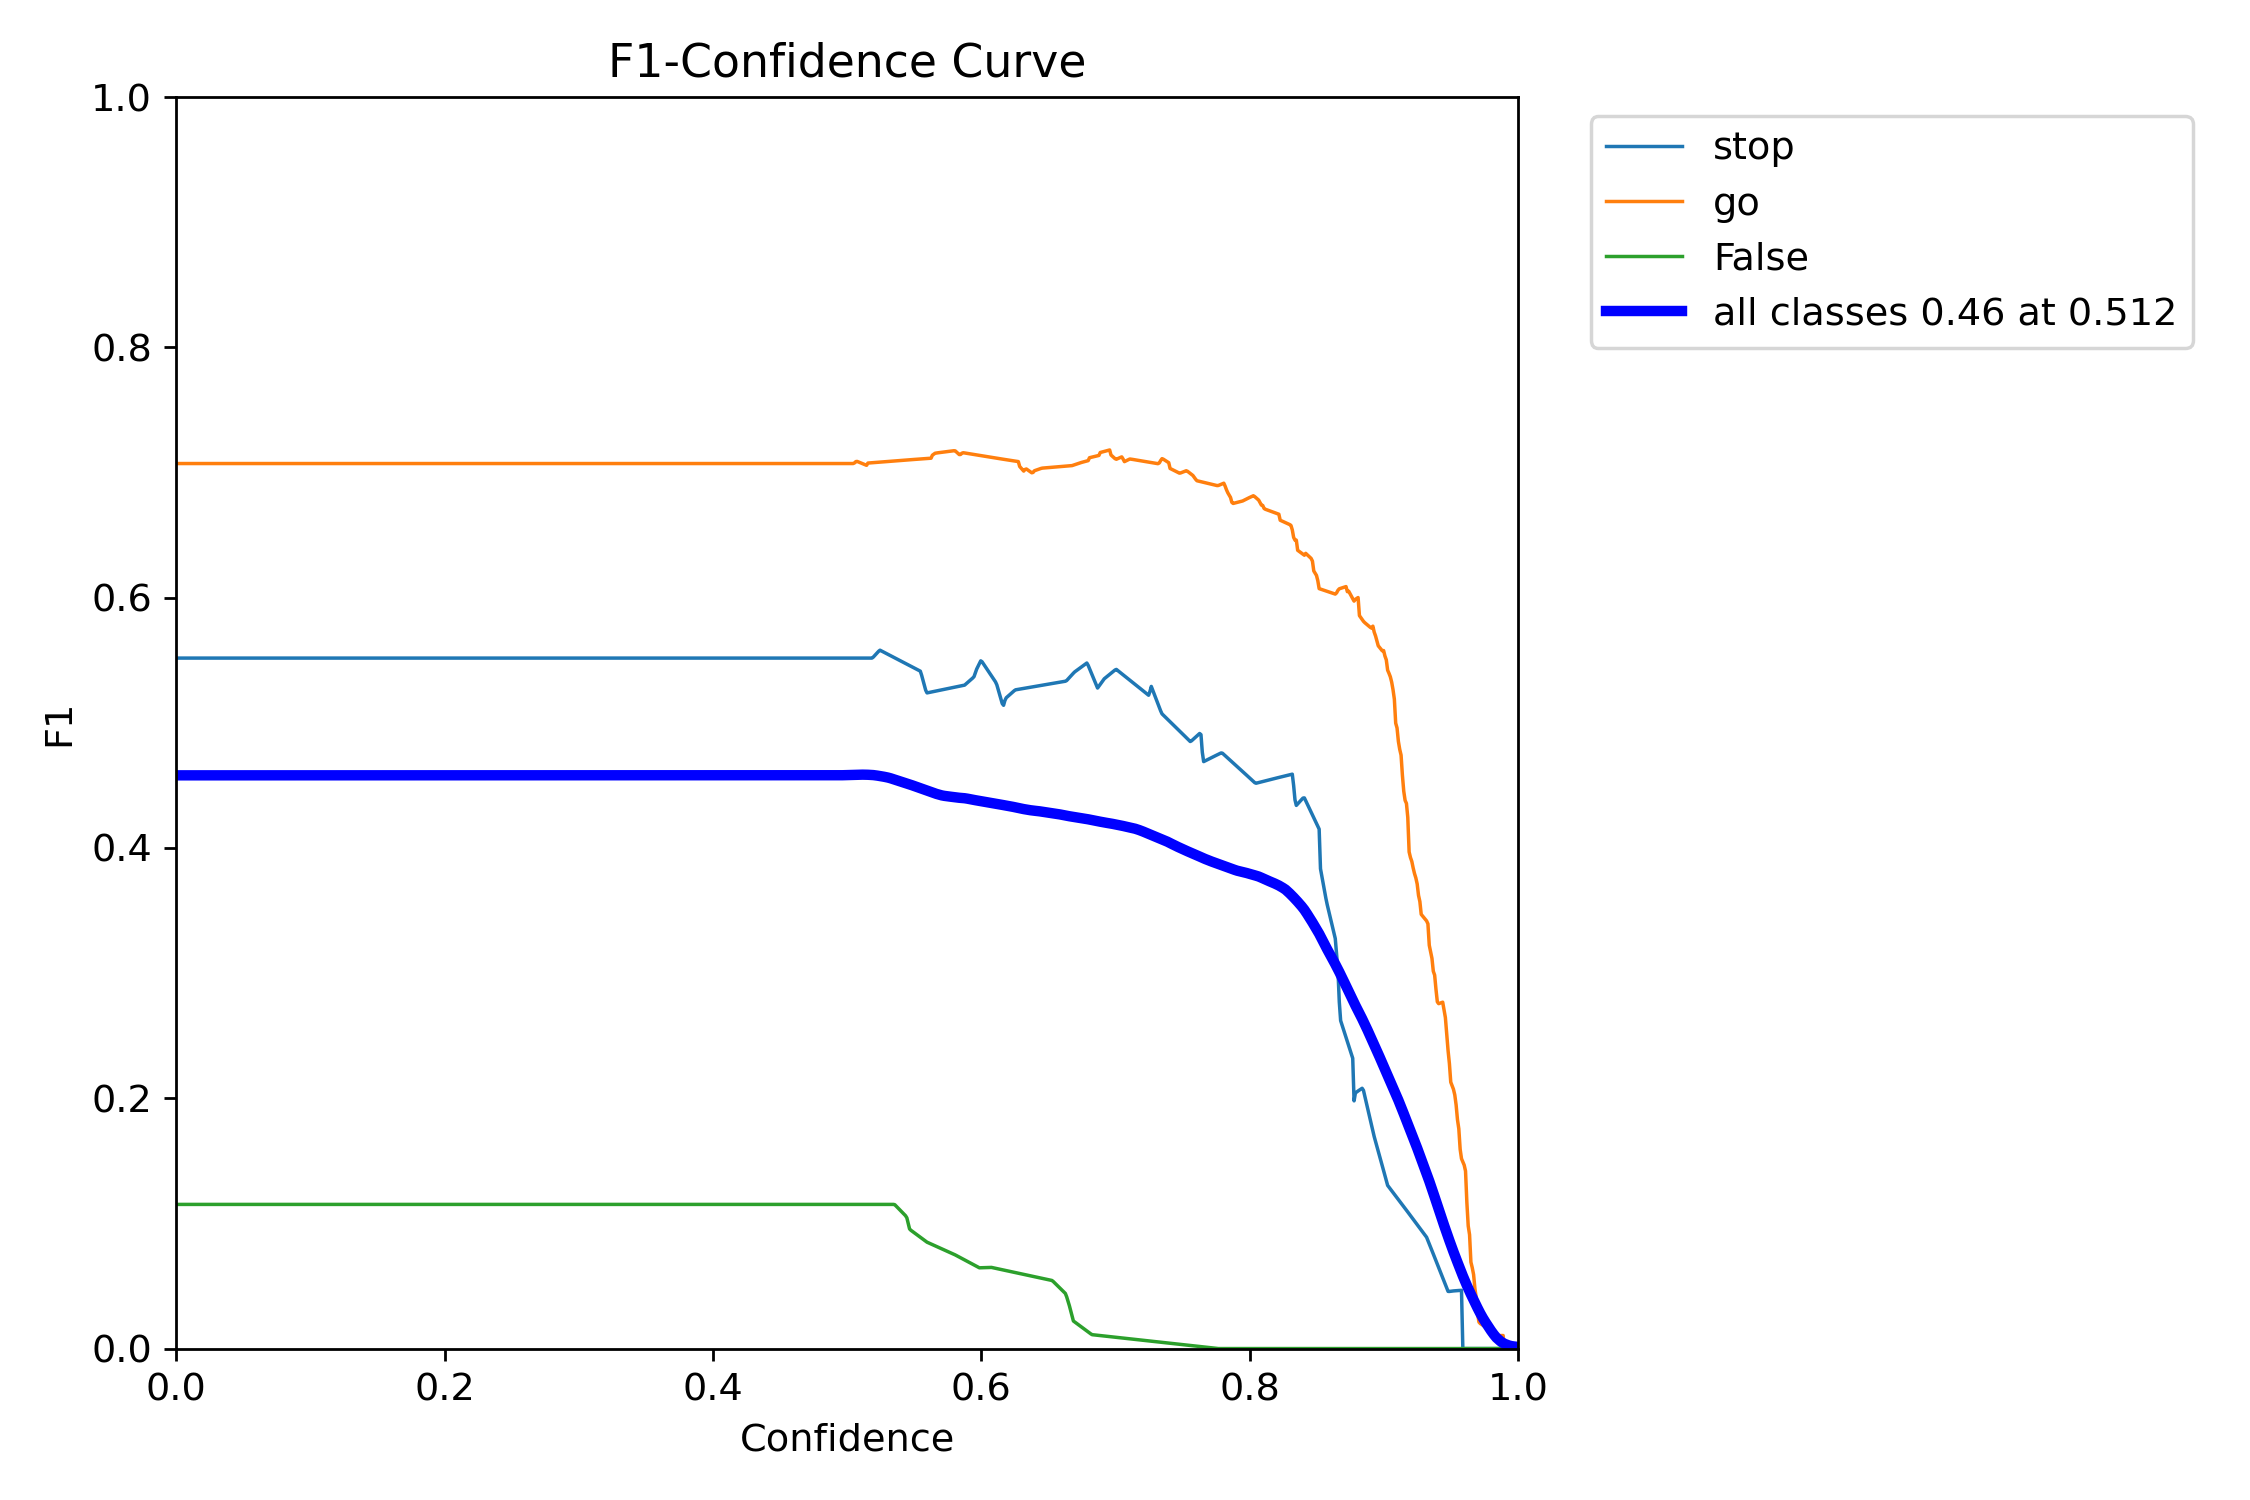 F1-Confidence Curve
1.0
0.8
0.6
0.4
0.2
0.0
F1
0.0 0.2 0.4 0.6 0.8 1.0
Confidence
stop
go
False
all classes 0.46 at 0.512